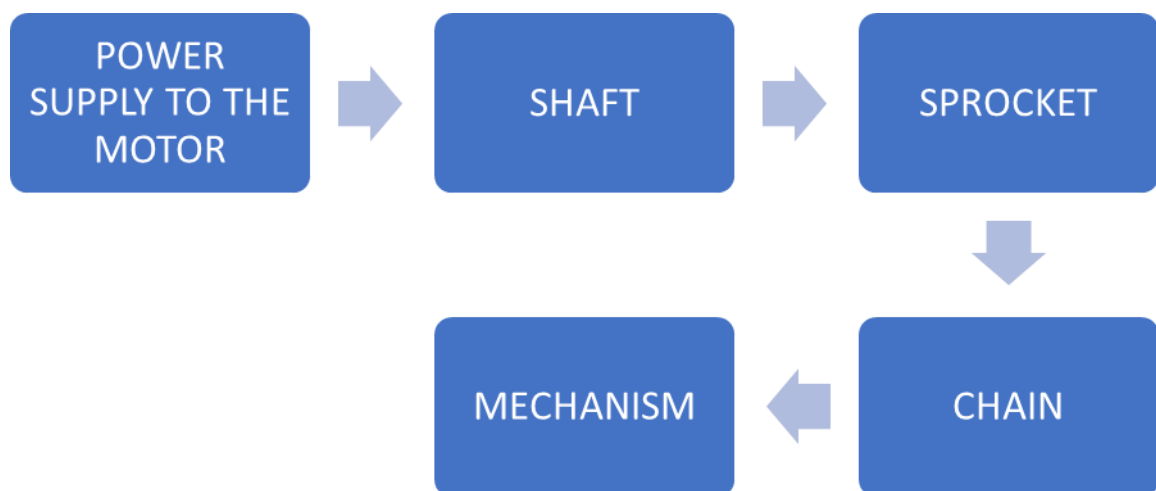 POWER
SUPPLY TO THE
MOTOR
SHAFT
SPROCKET
CHAIN
MECHANISM